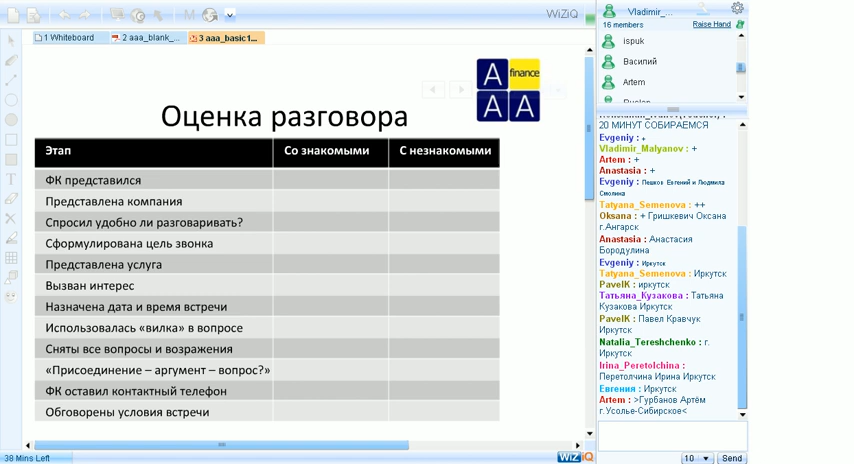 WiZiQ
1 Whiteboard
2 aaa_blank_...
3 aaa_basic1...
A finance
A A
Оценка разговора
Этап Со знакомыми С незнакомыми
ФК представился
Представлена компания
Спросил удобно ли разговаривать?
Сформулирована цель звонка
Представлена услуга
Вызван интерес
Назначена дата и время встречи
Использовалась «вилка» в вопросе
Сняты все вопросы и возражения
«Присоединение – аргумент – вопрос?»
ФК оставил контактный телефон
Обговорены условия встречи
38 Mins Left
WIZiQ
Vladimir_...
16 members Raise Hand
ispuk
Василий
Artem
20 МИНУТ СОБИРАЕМСЯ
Evgeniy : +
Vladimir_Malyanov : +
Artem : +
Anastasia : +
Evgeniy : Пешков Евгений и Людмила
Смолина
Tatyana_Semenova : ++
Oksana : + Гришкевич Оксана
г.Ангарск
Anastasia : Анастасия
Бородулина
Evgeniy : Иркутск
Tatyana_Semenova : Иркутск
PavelK : иркутск
Татьяна_Кузакова : Татьяна
Кузакова Иркутск
PavelK : Павел Кравчук
Иркутск
Natalia_Tereshchenko : г.
Иркутск
Irina_Peretolchina :
Перетолчина Ирина Иркутск
Евгения : Иркутск
Artem : >Гурбанов Артём
г.Усолье-Сибирское<
10 Send